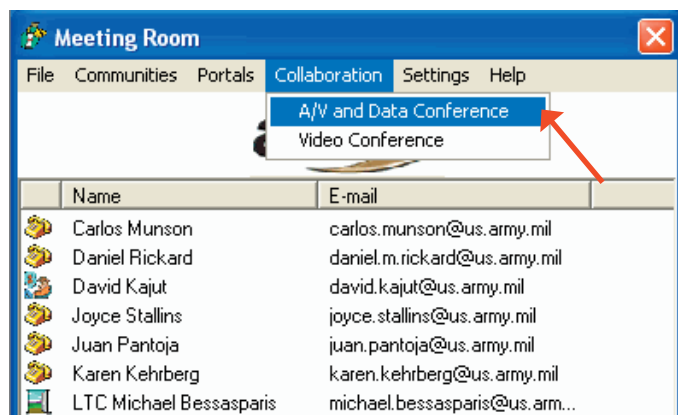 Meeting Room
File Communities Portals Collaboration Settings Help
A/V and Data Conference
Video Conference
Name E-mail
Carlos Munson carlos.munson@us.army.mil
Daniel Rickard daniel.m.rickard@us.army.mil
David Kajut david.kajut@us.army.mil
Joyce Stallins joyce.stallins@us.army.mil
Juan Pantoja juan.pantoja@us.army.mil
Karen Kehrberg karen.kehrberg@us.army.mil
LTC Michael Bessasparis michael.bessasparis@us.arm...